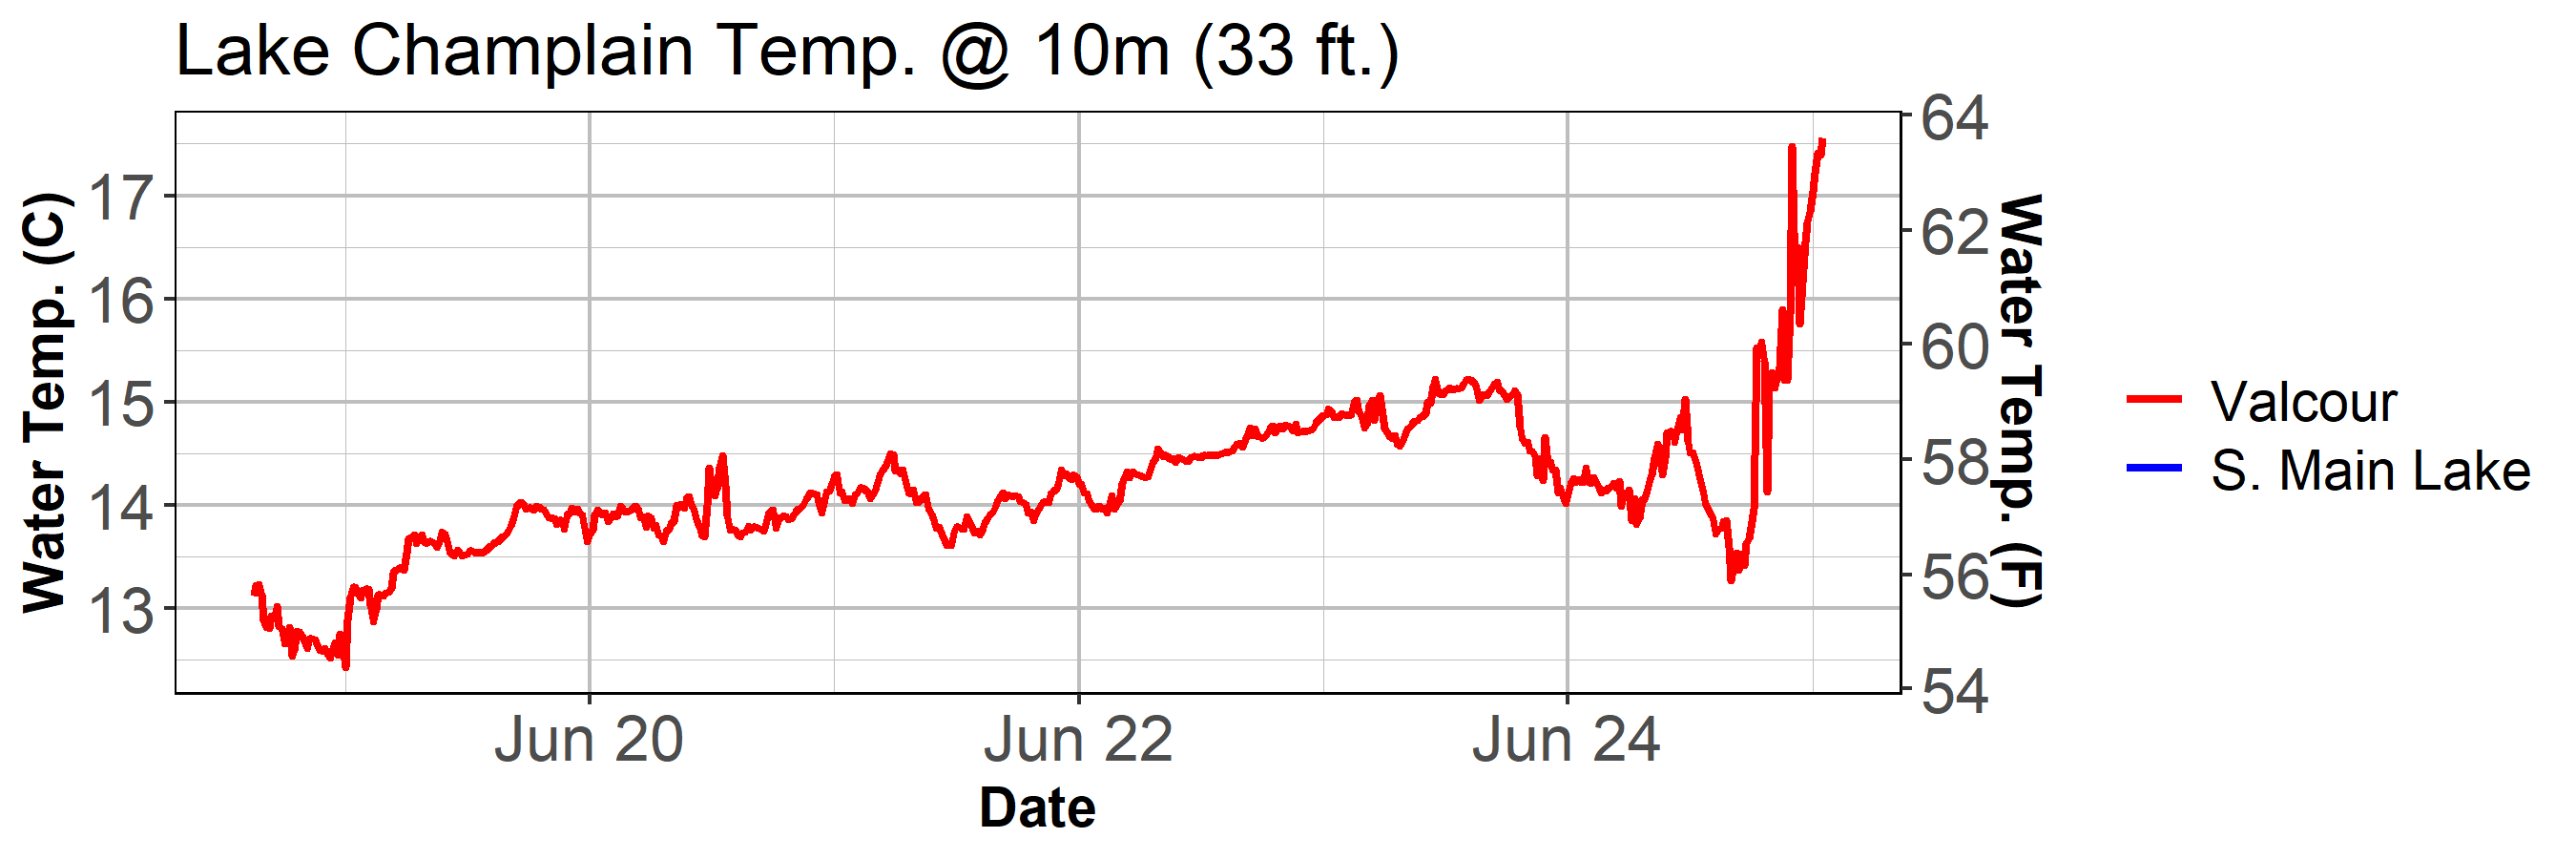 Lake Champlain Temp. @ 10m (33 ft.)
Water Temp. (C)
17
16
15
14
13
64
62
60
58
56
54
Water Temp. (F)
Jun 20
Jun 22
Jun 24
Date
Valcour
S. Main Lake